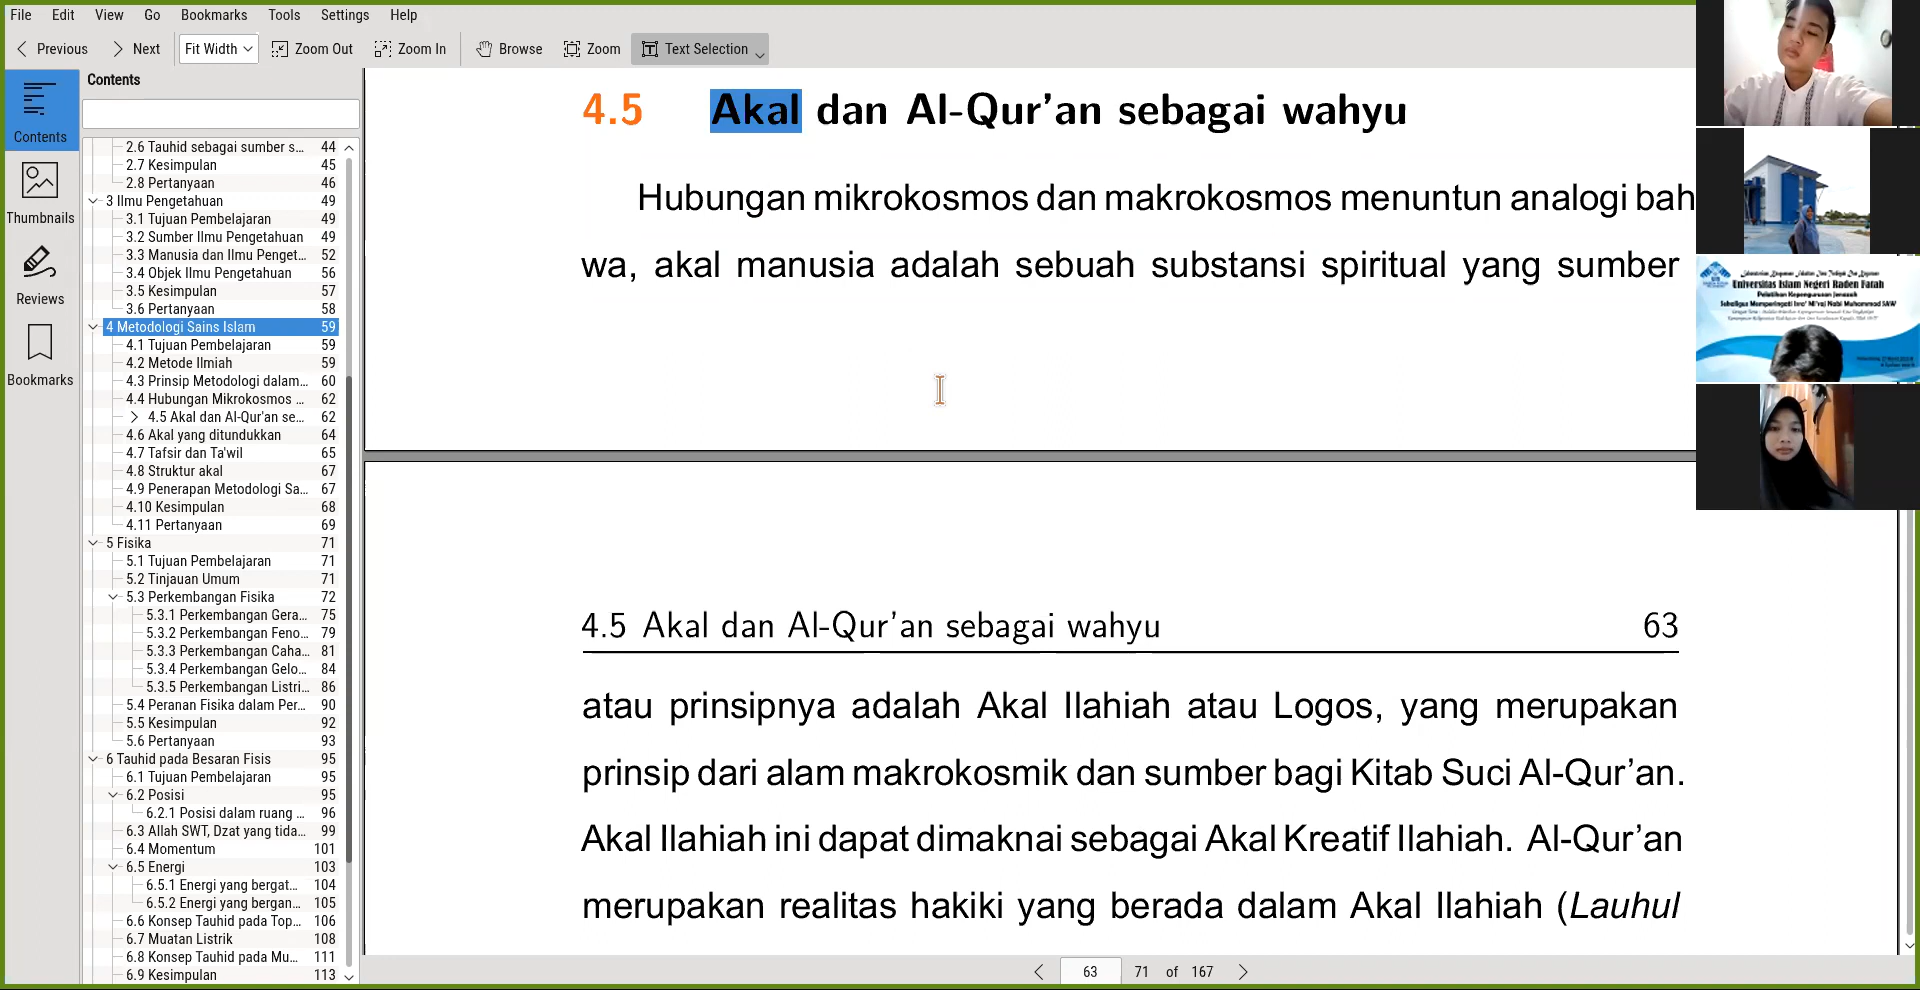 File Edit View Go Bookmarks Tools Settings Help
Previous Next Fit Width Zoom Out Zoom In Browse Zoom Text Selection
Contents
Contents
Thumbnails
Reviews
Bookmarks
2.6 Tauhid sebagai sumber s... 44
2.7 Kesimpulan 45
2.8 Pertanyaan 46
3 Ilmu Pengetahuan 49
3.1 Tujuan Pembelajaran 49
3.2 Sumber Ilmu Pengetahuan 49
3.3 Manusia dan Ilmu Penget... 52
3.4 Objek Ilmu Pengetahuan 56
3.5 Kesimpulan 57
3.6 Pertanyaan 58
4 Metodologi Sains Islam 59
4.1 Tujuan Pembelajaran 59
4.2 Metode Ilmiah 59
4.3 Prinsip Metodologi dalam... 60
4.4 Hubungan Mikrokosmos ... 62
4.5 Akal dan Al-Qur'an se... 62
4.6 Akal yang ditundukkan 64
4.7 Tafsir dan Ta'wil 65
4.8 Struktur akal 67
4.9 Penerapan Metodologi Sa... 67
4.10 Kesimpulan 68
4.11 Pertanyaan 69
5 Fisika 71
5.1 Tujuan Pembelajaran 71
5.2 Tinjauan Umum 71
5.3 Perkembangan Fisika 72
5.3.1 Perkembangan Gera... 75
5.3.2 Perkembangan Feno... 79
5.3.3 Perkembangan Caha... 81
5.3.4 Perkembangan Gelo... 84
5.3.5 Perkembangan Listri... 86
5.4 Peranan Fisika dalam Per... 90
5.5 Kesimpulan 92
5.6 Pertanyaan 93
6 Tauhid pada Besaran Fisis 95
6.1 Tujuan Pembelajaran 95
6.2 Posisi 95
6.2.1 Posisi dalam ruang ... 96
6.3 Allah SWT, Dzat yang tida... 99
6.4 Momentum 101
6.5 Energi 103
6.5.1 Energi yang bergat... 104
6.5.2 Energi yang bergan... 105
6.6 Konsep Tauhid pada Top... 106
6.7 Muatan Listrik 108
6.8 Konsep Tauhid pada Mu... 111
6.9 Kesimpulan 113
4.5 Akal dan Al-Qur'an sebagai wahyu
Hubungan mikrokosmos dan makrokosmos menuntun analogi bah
wa, akal manusia adalah sebuah substansi spiritual yang sumber
4.5 Akal dan Al-Qur'an sebagai wahyu 63
atau prinsipnya adalah Akal Ilahiah atau Logos, yang merupakan
prinsip dari alam makrokosmik dan sumber bagi Kitab Suci Al-Qur'an.
Akal Ilahiah ini dapat dimaknai sebagai Akal Kreatif Ilahiah. Al-Qur'an
merupakan realitas hakiki yang berada dalam Akal Ilahiah (Lauhul
63 71 of 167
Universitas Islam Negeri Raden Fatah
Pelatihan Kepengurusan Jenazah
Sekaligus Memperingati Isra' Mi'raj Nabi Muhammad SAW